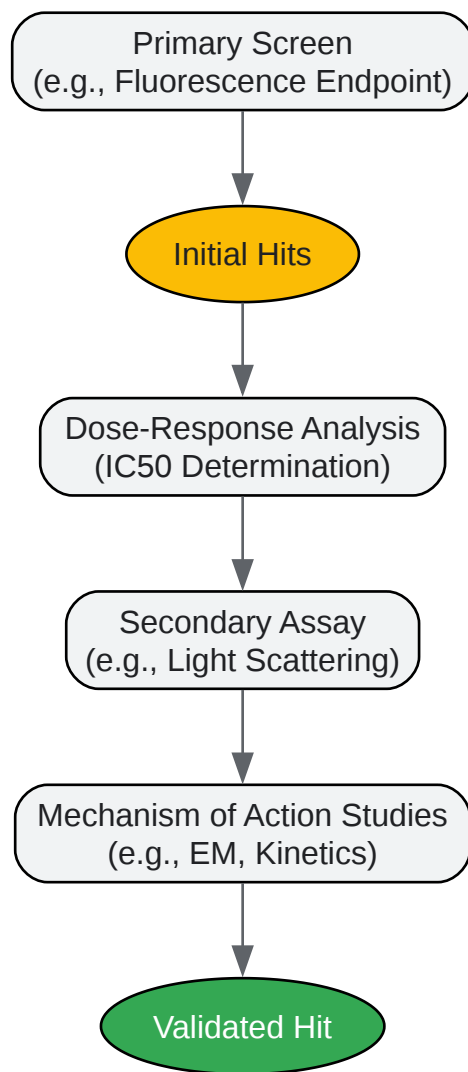 Primary Screen
(e.g., Fluorescence Endpoint)
Initial Hits
Dose-Response Analysis
(IC50 Determination)
Secondary Assay
(e.g., Light Scattering)
Mechanism of Action Studies
(e.g., EM, Kinetics)
Validated Hit